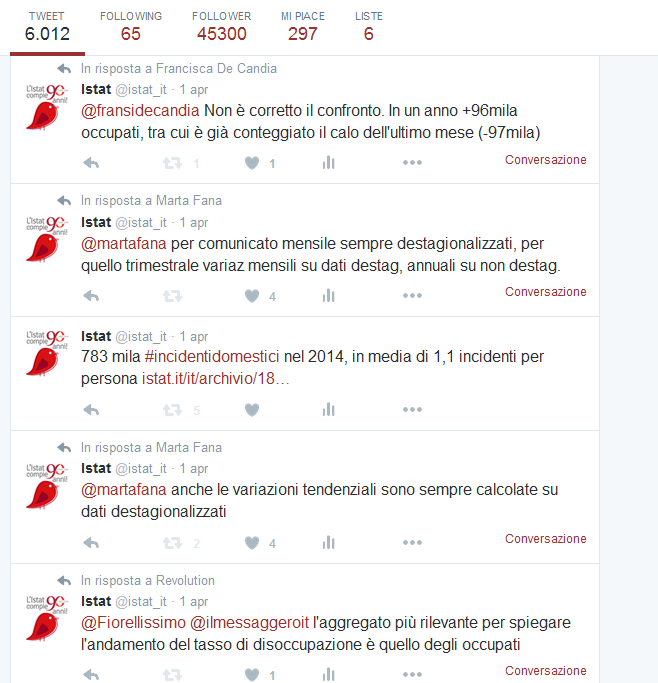 TWEET FOLLOWING FOLLOWER MI PIACE LISTE
6.012 65 45300 297 6
In risposta a Francisca De Candia
L'Istat 90 compie anni!
Istat @istat_it · 1 apr
@fransidecandia Non è corretto il confronto. In un anno +96mila
occupati, tra cui è già conteggiato il calo dell'ultimo mese (-97mila)
1 1 Conversazione
In risposta a Marta Fana
L'Istat 90 compie anni!
Istat @istat_it · 1 apr
@martafana per comunicato mensile sempre destagionalizzati, per
quello trimestrale variaz mensili su dati destag, annuali su non destag.
4 Conversazione
L'Istat 90 compie anni!
Istat @istat_it · 1 apr
783 mila #incidentidomestici nel 2014, in media di 1,1 incidenti per
persona istat.it/it/archivio/18…
5
In risposta a Marta Fana
L'Istat 90 compie anni!
Istat @istat_it · 1 apr
@martafana anche le variazioni tendenziali sono sempre calcolate su
dati destagionalizzati
2 4 Conversazione
In risposta a Revolution
L'Istat 90 compie anni!
Istat @istat_it · 1 apr
@Fiorellissimo @ilmessaggeroit l'aggregato più rilevante per spiegare
l'andamento del tasso di disoccupazione è quello degli occupati
1 Conversazione